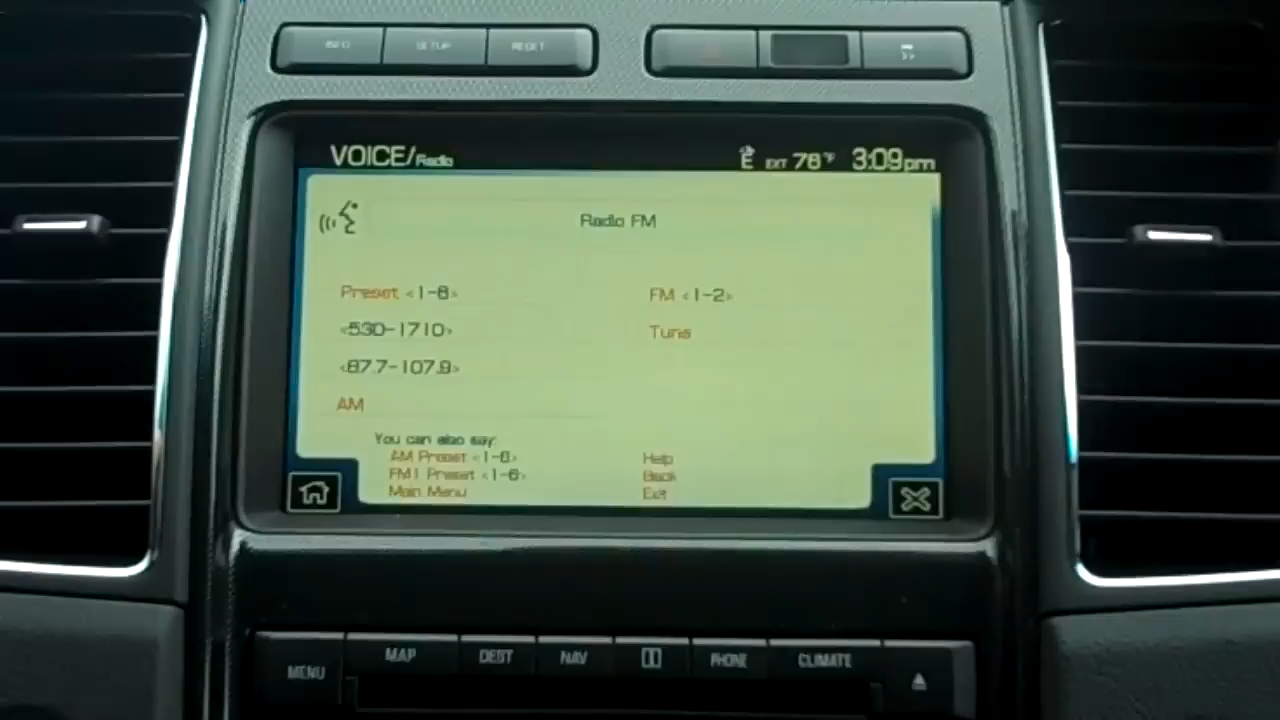 INFO SETUP RESET
VOICE/Radio E EXT 78°F 3:09pm
Radio FM
Preset <1-6> FM <1-2>
<530-1710> Tune
<87.7-107.9>
AM
You can also say:
AM Preset <1-6> Help
FM1 Preset <1-6> Back
Main Menu Exit
MENU MAP DEST NAV PHONE CLIMATE